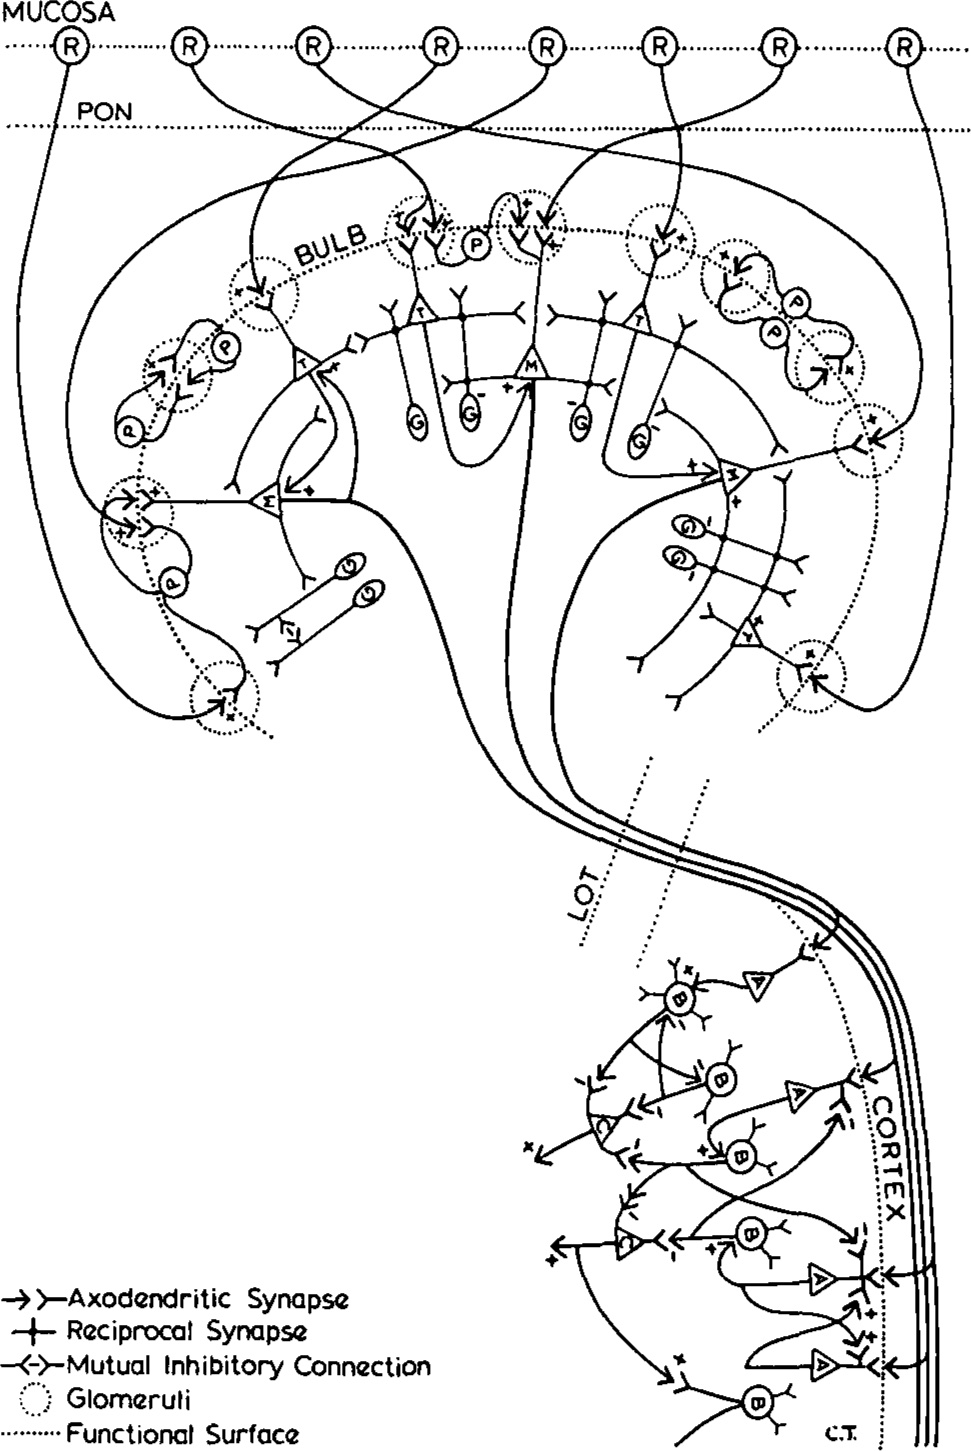 MUCOSA
R R R R R R R R
PON
BULB
P
P
P
P
P
P
T
T
T
M
G
G
G
G
M
M
G
G
G
G
P
T
LOT
A
B
B
A
C
CORTEX
B
C
B
A
A
B
→>—Axodendritic Synapse
Reciprocal Synapse
—<->—Mutual Inhibitory Connection
Glomeruli
Functional Surface
C.T.